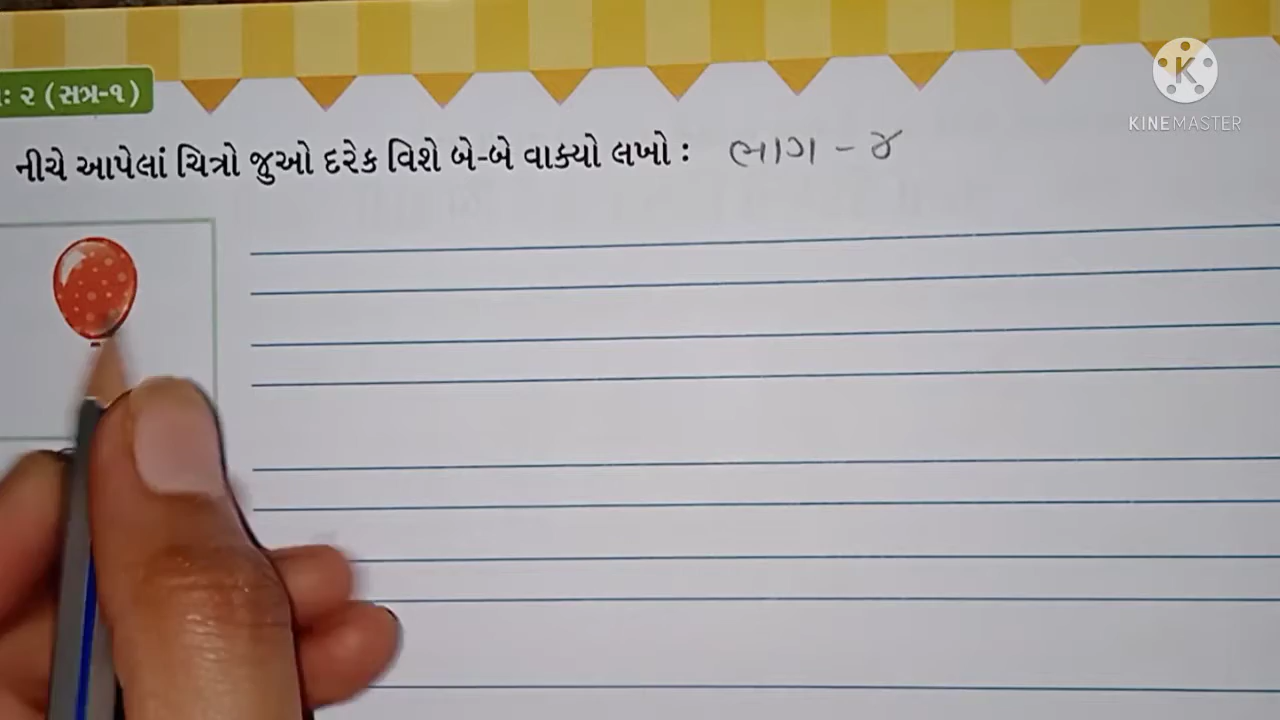 : ૨ (સત્ર-૧)
KINEMASTER
નીચે આપેલાં ચિત્રો જુઓ દરેક વિશે બે-બે વાક્યો લખો : ભાગ - ૪